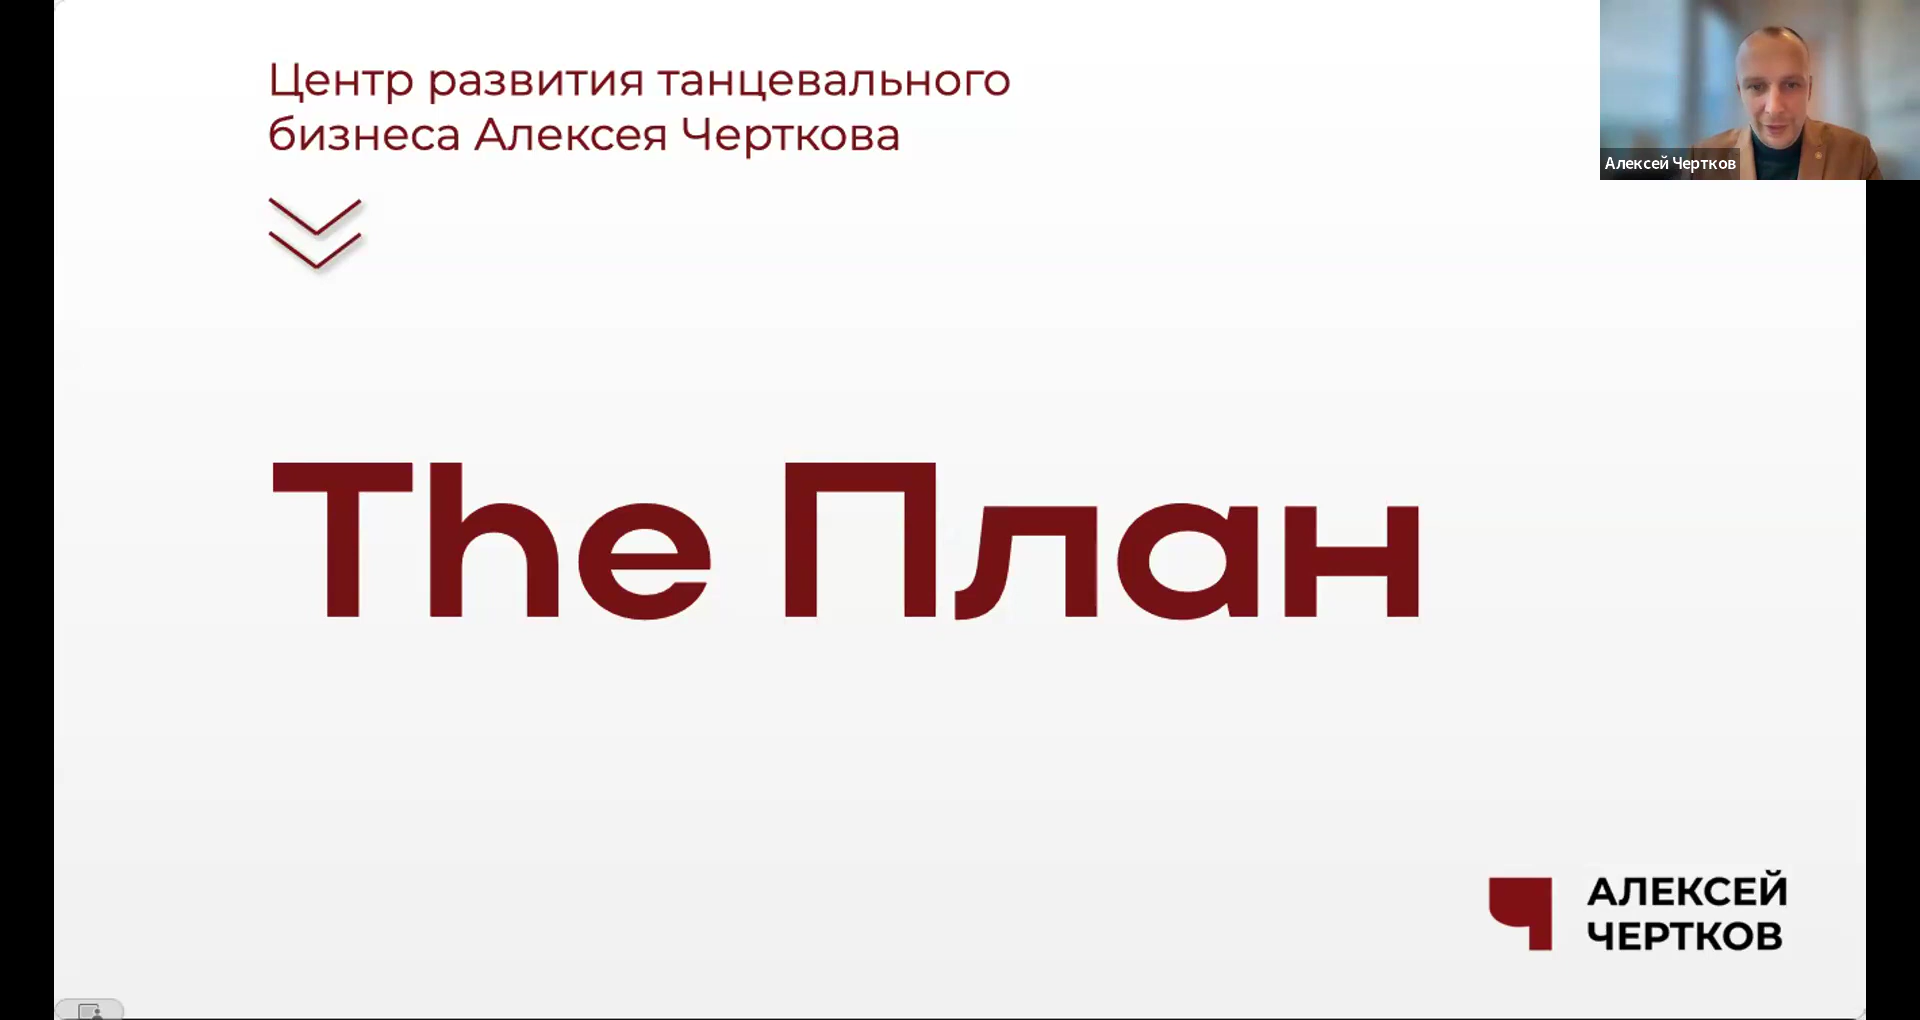 Центр развития танцевального
бизнеса Алексея Черткова
Алексей Чертков
The План
АЛЕКСЕЙ
ЧЕРТКОВ